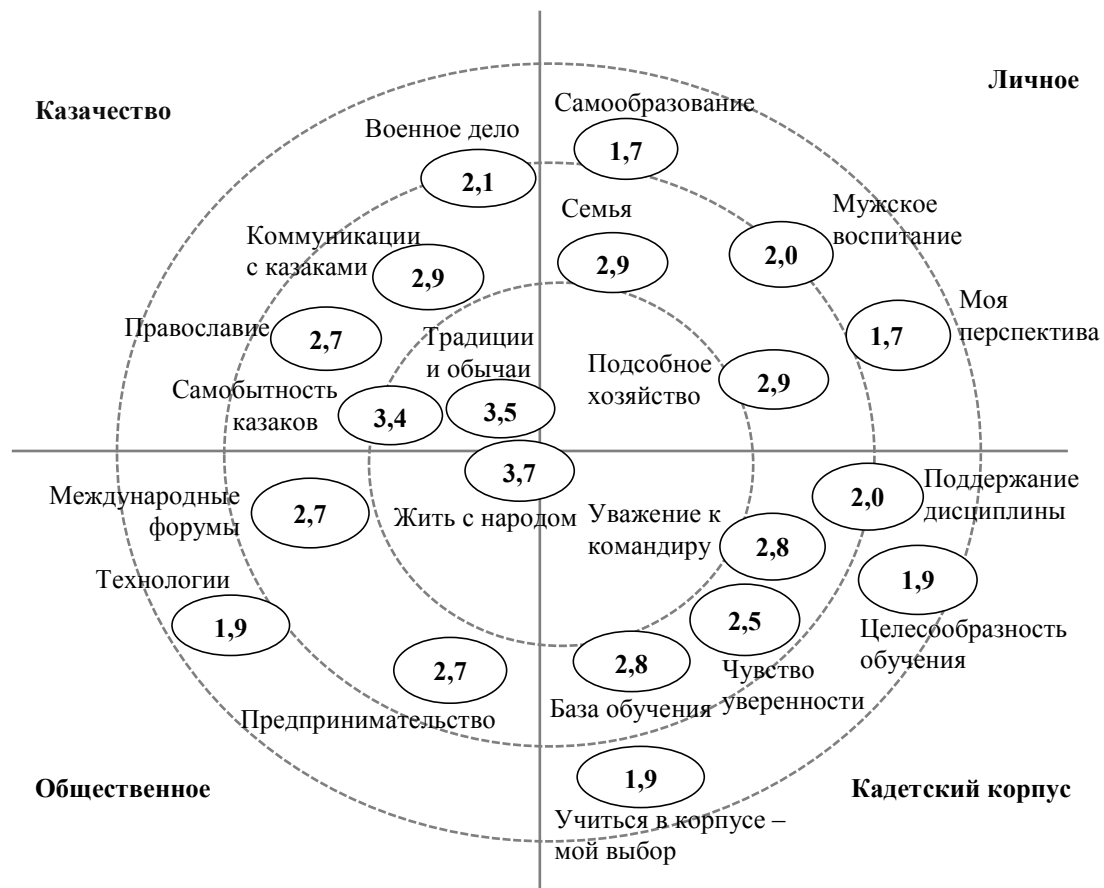 Казачество
Личное
Самообразование
1,7
Военное дело
2,1
Семья
2,9
Мужское
воспитание
2,0
Коммуникации
с казаками
2,9
Моя
перспектива
1,7
Православие
2,7
Традиции
и обычаи
3,5
Подсобное
хозяйство
2,9
Самобытность
казаков
3,4
3,7
Жить с народом
Международные
форумы
2,7
Уважение к
командиру
2,8
Поддержание
дисциплины
2,0
Технологии
1,9
2,5
Чувство
уверенности
1,9
Целесообразность
обучения
2,7
Предпринимательство
2,8
База обучения
Общественное
Кадетский корпус
1,9
Учиться в корпусе –
мой выбор